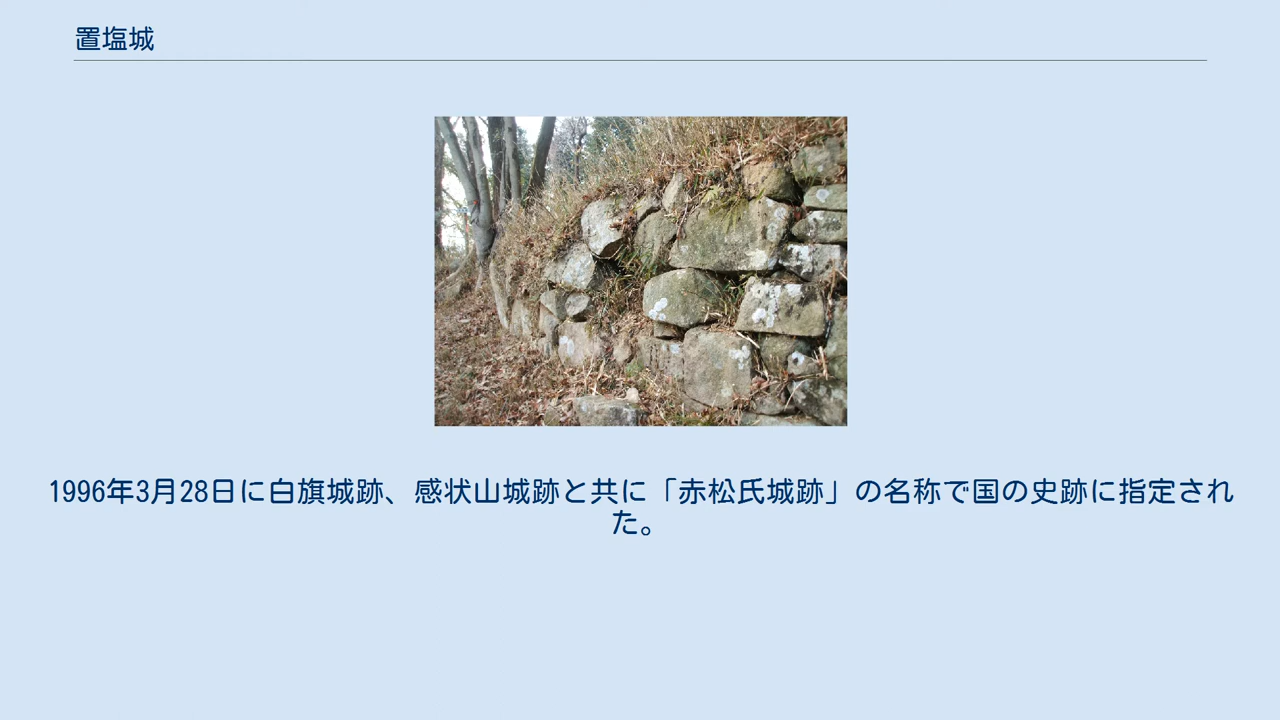 置塩城
1996年3月28日に白旗城跡、感状山城跡と共に「赤松氏城跡」の名称で国の史跡に指定され
た。